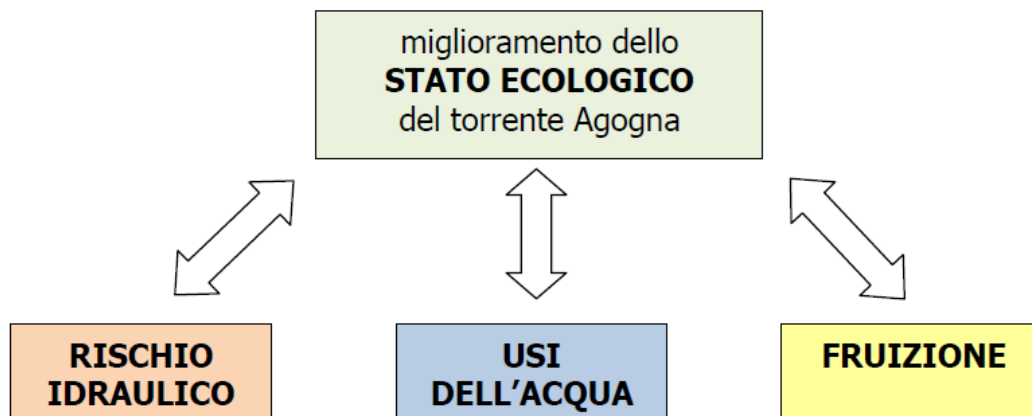 miglioramento dello
STATO ECOLOGICO
del torrente Agogna
RISCHIO
IDRAULICO
USI
DELL'ACQUA
FRUIZIONE